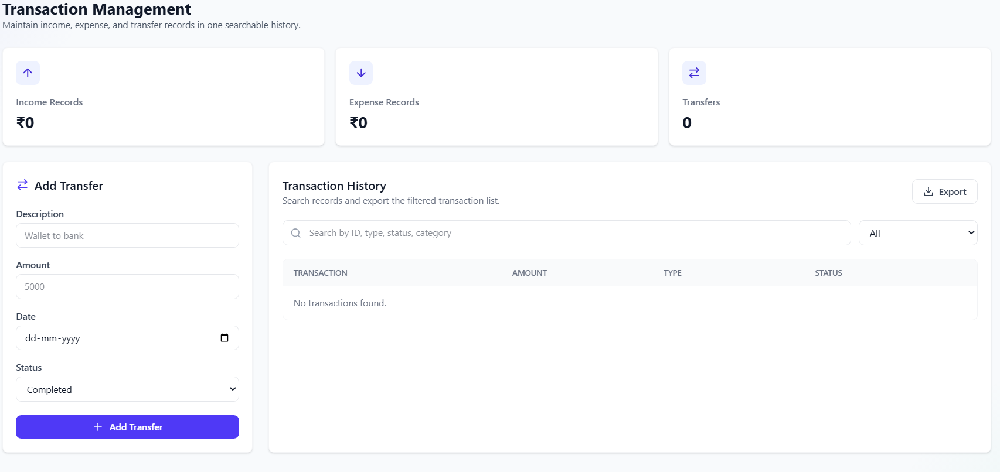 Transaction Management
Maintain income, expense, and transfer records in one searchable history.
Income Records
₹0
Expense Records
₹0
Transfers
0
Add Transfer
Description
Wallet to bank
Amount
5000
Date
dd-mm-yyyy
Status
Completed
Add Transfer
Transaction History
Search records and export the filtered transaction list.
Export
Search by ID, type, status, category
All
TRANSACTION AMOUNT TYPE STATUS
No transactions found.